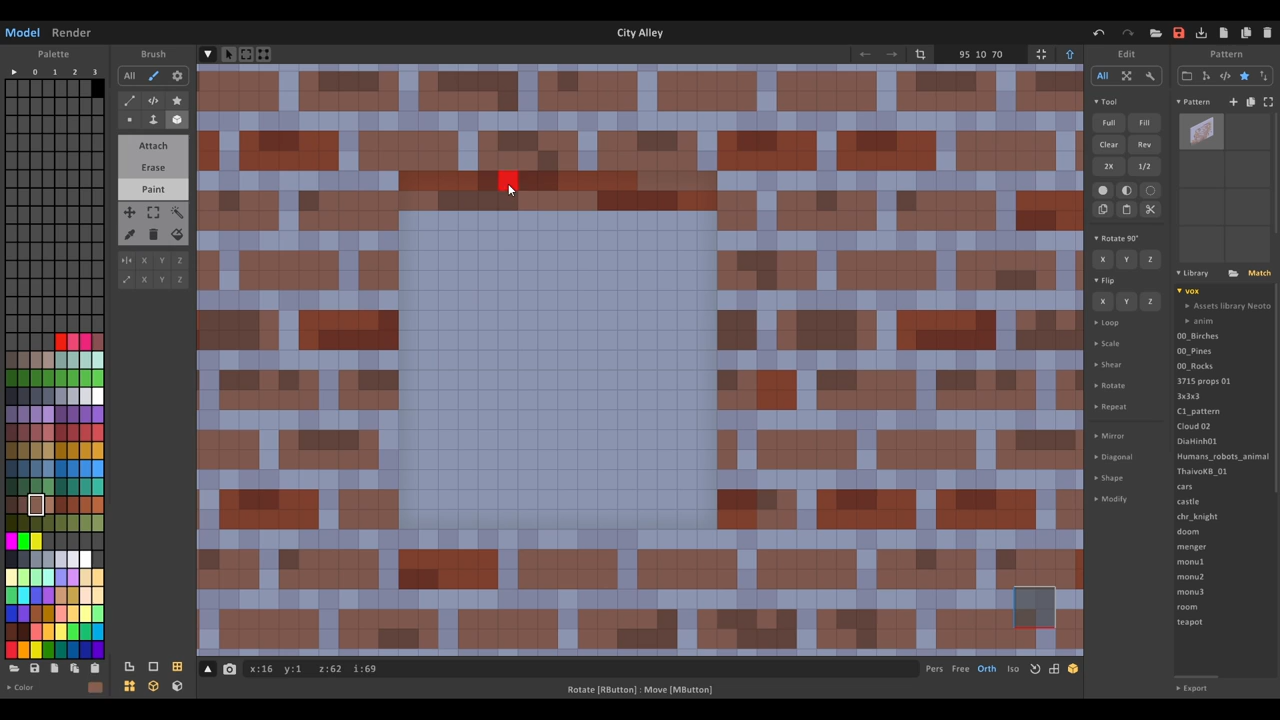 Model Render
City Alley
Palette
Brush
95 10 70
Edit
Pattern
0 1 2 3
All
All
Tool
Pattern
Full Fill
Attach
Clear Rev
Erase
2X 1/2
Paint
Rotate 90°
X Y Z
X Y Z
Library Match
X Y Z
Flip
vox
X Y Z
Assets library Neoto
anim
Loop
00_Birches
Scale
00_Pines
Shear
00_Rocks
3715 props 01
Rotate
3x3x3
Repeat
C1_pattern
Cloud 02
Mirror
DiaHinh01
Diagonal
Humans_robots_animal
ThaivoKB_01
Shape
cars
Modify
castle
chr_knight
doom
menger
monu1
monu2
monu3
room
teapot
x:16 y:1 z:62 i:69
Pers Free Orth Iso
Color
Rotate [RButton] : Move [MButton]
Export